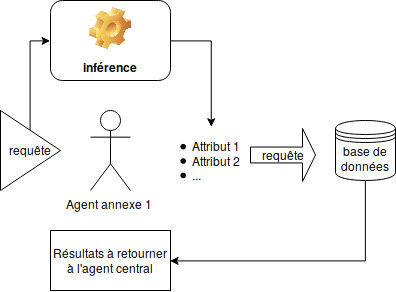 inférence
requête
• Attribut 1
• Attribut 2
• ...
requête
base de
données
Agent annexe 1
Résultats à retourner
à l'agent central